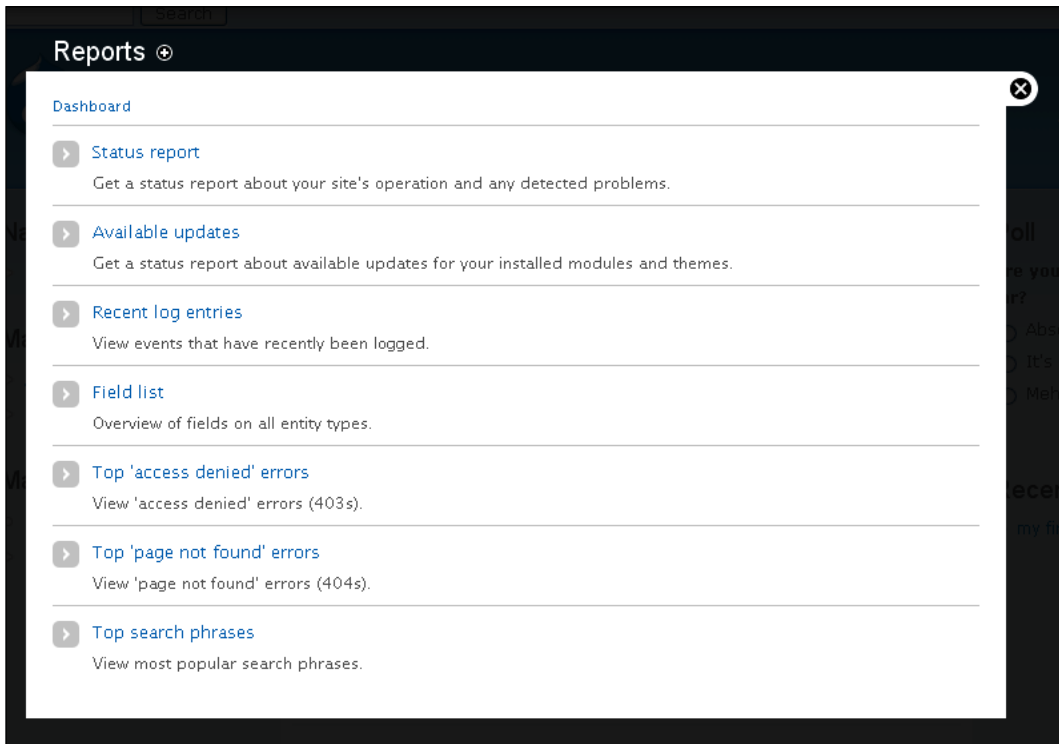 Search
Reports
Dashboard
Status report
Get a status report about your site's operation and any detected problems.
Available updates
Get a status report about available updates for your installed modules and themes.
Recent log entries
View events that have recently been logged.
Field list
Overview of fields on all entity types.
Top 'access denied' errors
View 'access denied' errors (403s).
Top 'page not found' errors
View 'page not found' errors (404s).
Top search phrases
View most popular search phrases.
It's
Meh
my